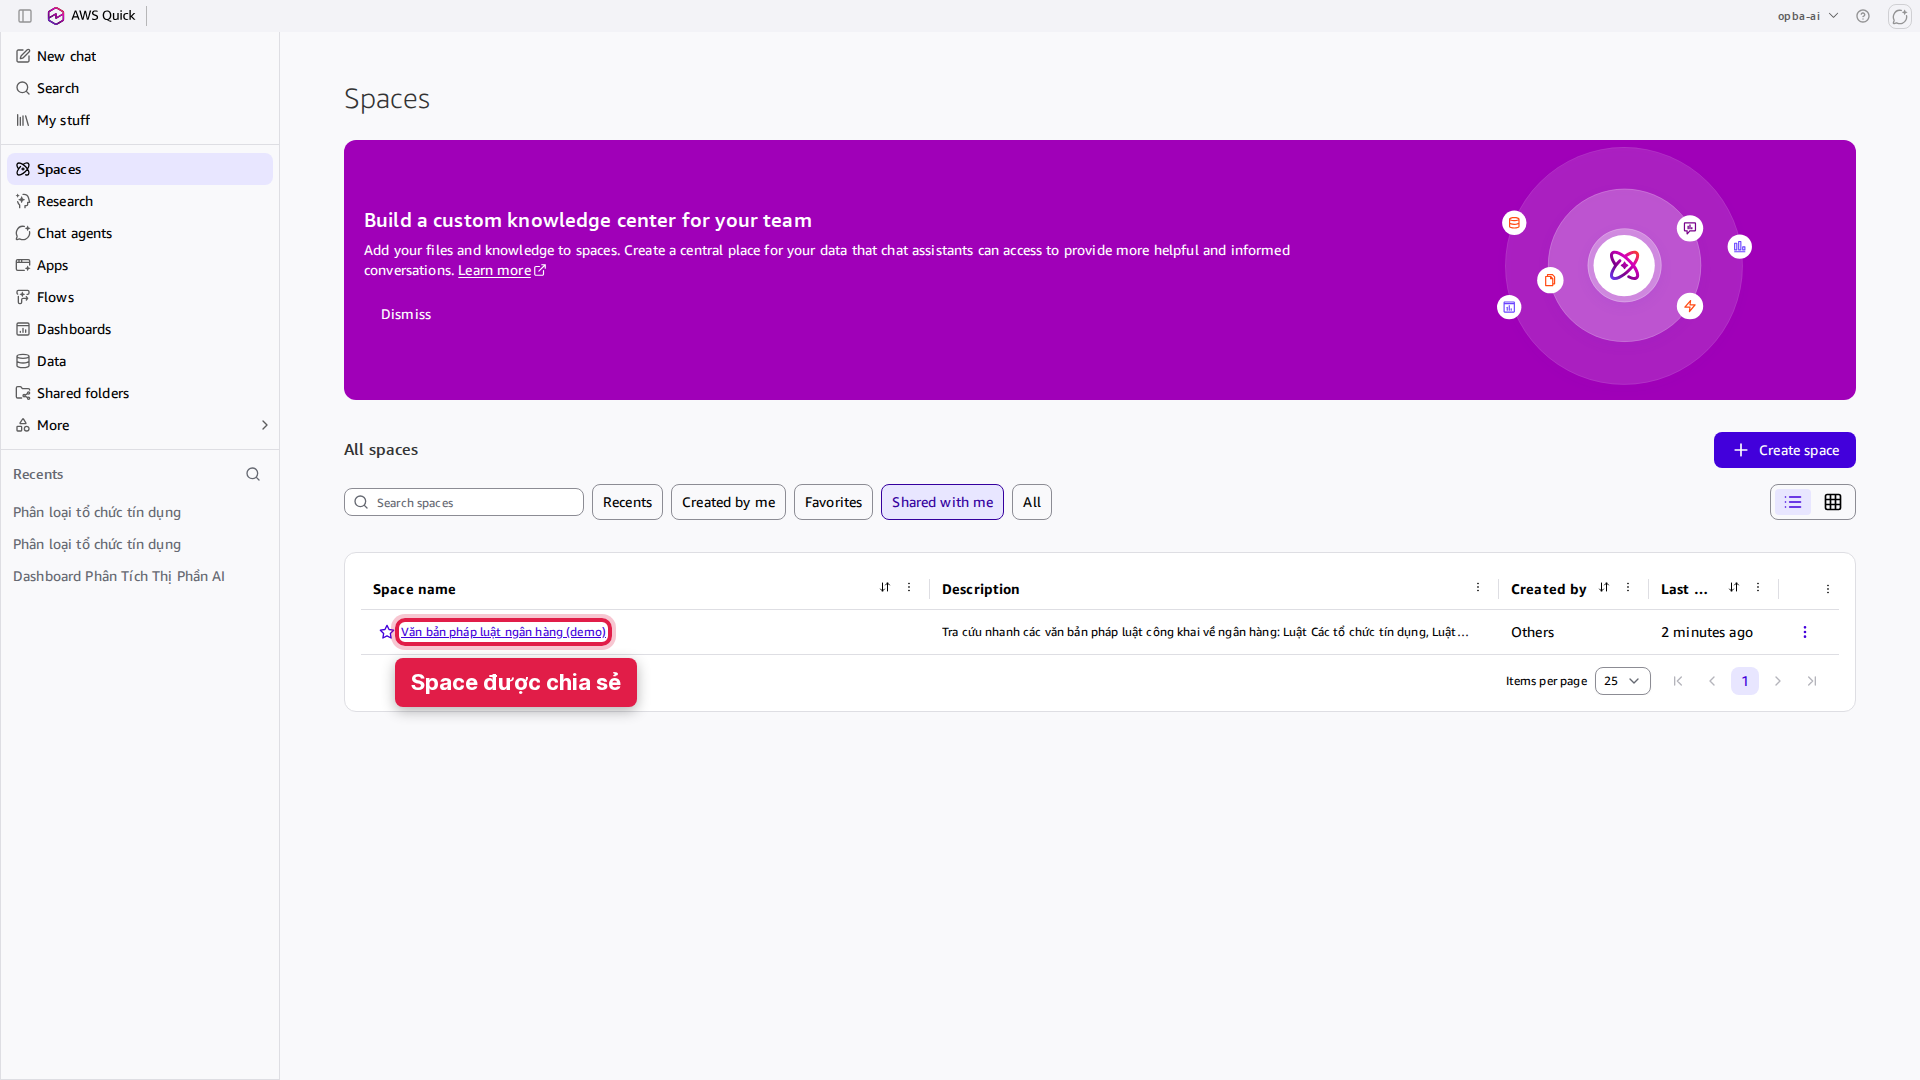 AWS Quick
opba-ai
New chat
Search
My stuff
Spaces
Research
Chat agents
Apps
Flows
Dashboards
Data
Shared folders
More
Recents
Phân loại tổ chức tín dụng
Phân loại tổ chức tín dụng
Dashboard Phân Tích Thị Phần AI
Spaces
Build a custom knowledge center for your team
Add your files and knowledge to spaces. Create a central place for your data that chat assistants can access to provide more helpful and informed
conversations. Learn more
Dismiss
All spaces
Create space
Search spaces
Recents
Created by me
Favorites
Shared with me
All
Space name
Description
Created by
Last ...
Văn bản pháp luật ngân hàng (demo)
Tra cứu nhanh các văn bản pháp luật công khai về ngân hàng: Luật Các tổ chức tín dụng, Luật...
Others
2 minutes ago
Space được chia sẻ
Items per page
25
1